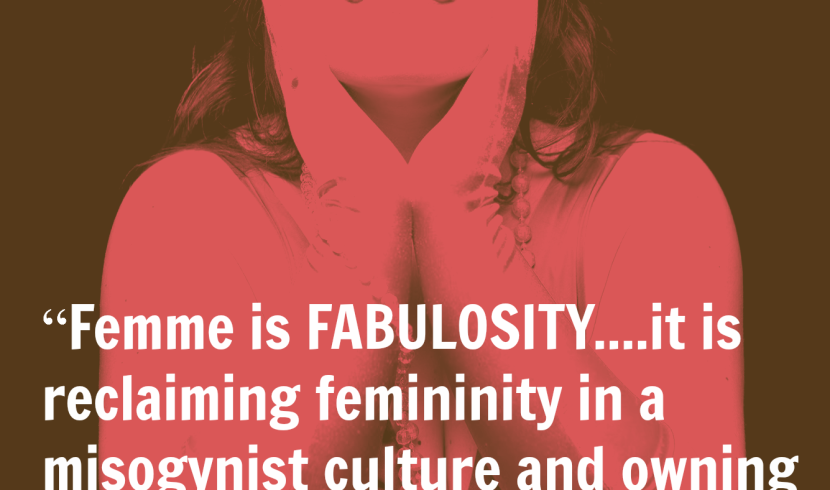 “Femme is FABULOSITY....it is
reclaiming femininity in a
misogynist culture and owning